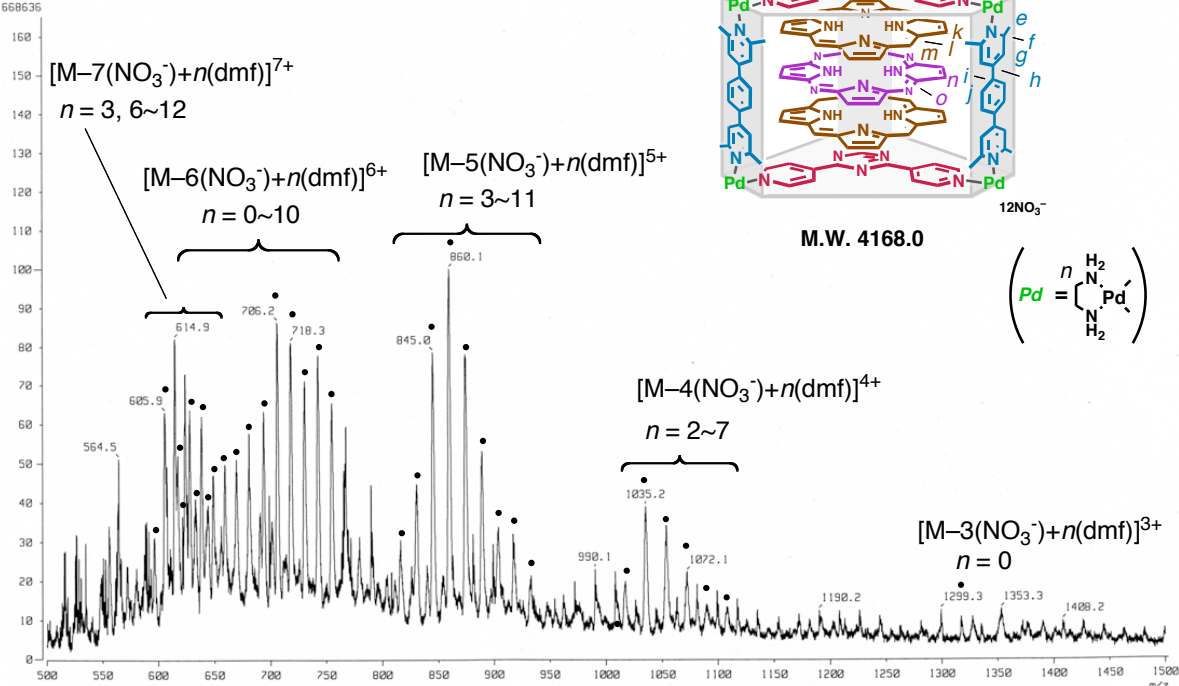 668636
160
150
140
130
120
110
100
90
80
70
60
50
40
30
20
10
0
[M–7(NO₃⁻)+n(dmf)]⁷⁺
n = 3, 6~12
[M–6(NO₃⁻)+n(dmf)]⁶⁺
n = 0~10
[M–5(NO₃⁻)+n(dmf)]⁵⁺
n = 3~11
[M–4(NO₃⁻)+n(dmf)]⁴⁺
n = 2~7
[M–3(NO₃⁻)+n(dmf)]³⁺
n = 0
564.5
605.9
614.9
706.2
718.3
845.0
860.1
990.1
1035.2
1072.1
1190.2
1299.3
1353.3
1408.2
500 550 600 650 700 750 800 850 900 950 1000 1050 1100 1150 1200 1250 1300 1350 1400 1450 1500
m/z
Pd N N Pd
N NH HN N N
N
k
m l
e
f
g
h
N N
NH HN
N N
N
n
o
i
j
NH HN
N
N N N N
N
Pd N N Pd
12NO₃⁻
M.W. 4168.0
Pd =
n
H₂
N
Pd
N
H₂